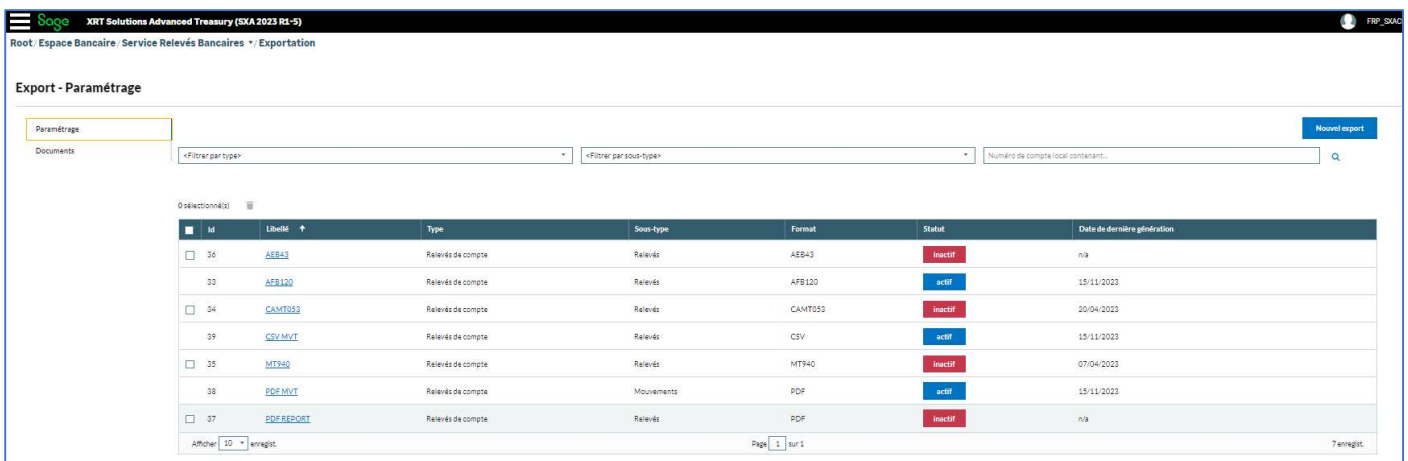 Sage XRT Solutions Advanced Treasury (SXA 2023 R1-5) FRP_SXAC
Root / Espace Bancaire / Service Relevés Bancaires / Exportation
Export - Paramétrage
Paramétrage
Nouvel export
Documents
<Filtrer par type> <Filtrer par sous-type> Numéro de compte local contenant...
0 sélectionné(s)
Id Libellé Type Sous-type Format Statut Date de dernière génération
36 AEB43 Relevés de compte Relevés AEB43 inactif n/a
33 AFB120 Relevés de compte Relevés AFB120 actif 15/11/2023
34 CAMT053 Relevés de compte Relevés CAMT053 inactif 20/04/2023
39 CSV MVT Relevés de compte Relevés CSV actif 15/11/2023
35 MT940 Relevés de compte Relevés MT940 inactif 07/04/2023
38 PDF MVT Relevés de compte Mouvements PDF actif 15/11/2023
37 PDF REPORT Relevés de compte Relevés PDF inactif n/a
Afficher 10 enregist. Page 1 sur 1 7 enregist.